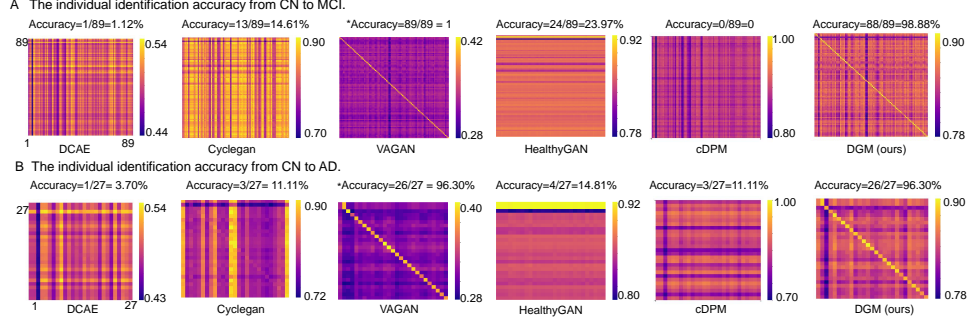 A The individual identification accuracy from CN to MCI.
Accuracy=1/89=1.12% Accuracy=13/89=14.61% *Accuracy=89/89 = 1 Accuracy=24/89=23.97% Accuracy=0/89=0 Accuracy=88/89=98.88%
89 0.54 0.90 0.42 0.92 1.00 0.90
0.44 0.70 0.28 0.78 0.80 0.78
1 89
DCAE Cyclegan VAGAN HealthyGAN cDPM DGM (ours)
B The individual identification accuracy from CN to AD.
Accuracy=1/27= 3.70% Accuracy=3/27= 11.11% *Accuracy=26/27 = 96.30% Accuracy=4/27=14.81% Accuracy=3/27=11.11% Accuracy=26/27=96.30%
27 0.54 0.90 0.40 0.92 1.00 0.90
0.43 0.72 0.28 0.80 0.70 0.78
1 27
DCAE Cyclegan VAGAN HealthyGAN cDPM DGM (ours)